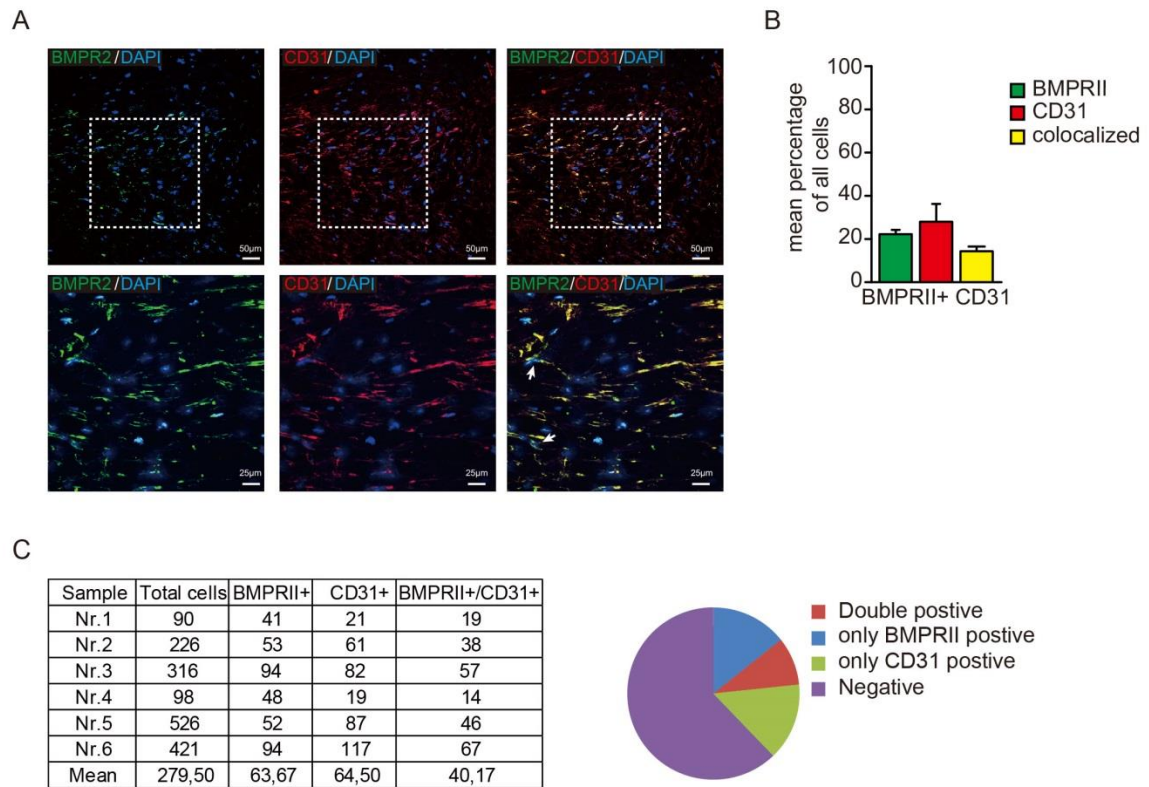 A
BMPR2/DAPI
CD31/DAPI
BMPR2/CD31/DAPI
50µm
50µm
50µm
BMPR2/DAPI
CD31/DAPI
BMPR2/CD31/DAPI
25µm
25µm
25µm
B
mean percentage
of all cells
100
80
60
40
20
0
BMPRII+ CD31
BMPRII
CD31
colocalized
C
Sample Total cells BMPRII+ CD31+ BMPRII+/CD31+
Nr.1 90 41 21 19
Nr.2 226 53 61 38
Nr.3 316 94 82 57
Nr.4 98 48 19 14
Nr.5 526 52 87 46
Nr.6 421 94 117 67
Mean 279,50 63,67 64,50 40,17
Double postive
only BMPRII postive
only CD31 postive
Negative